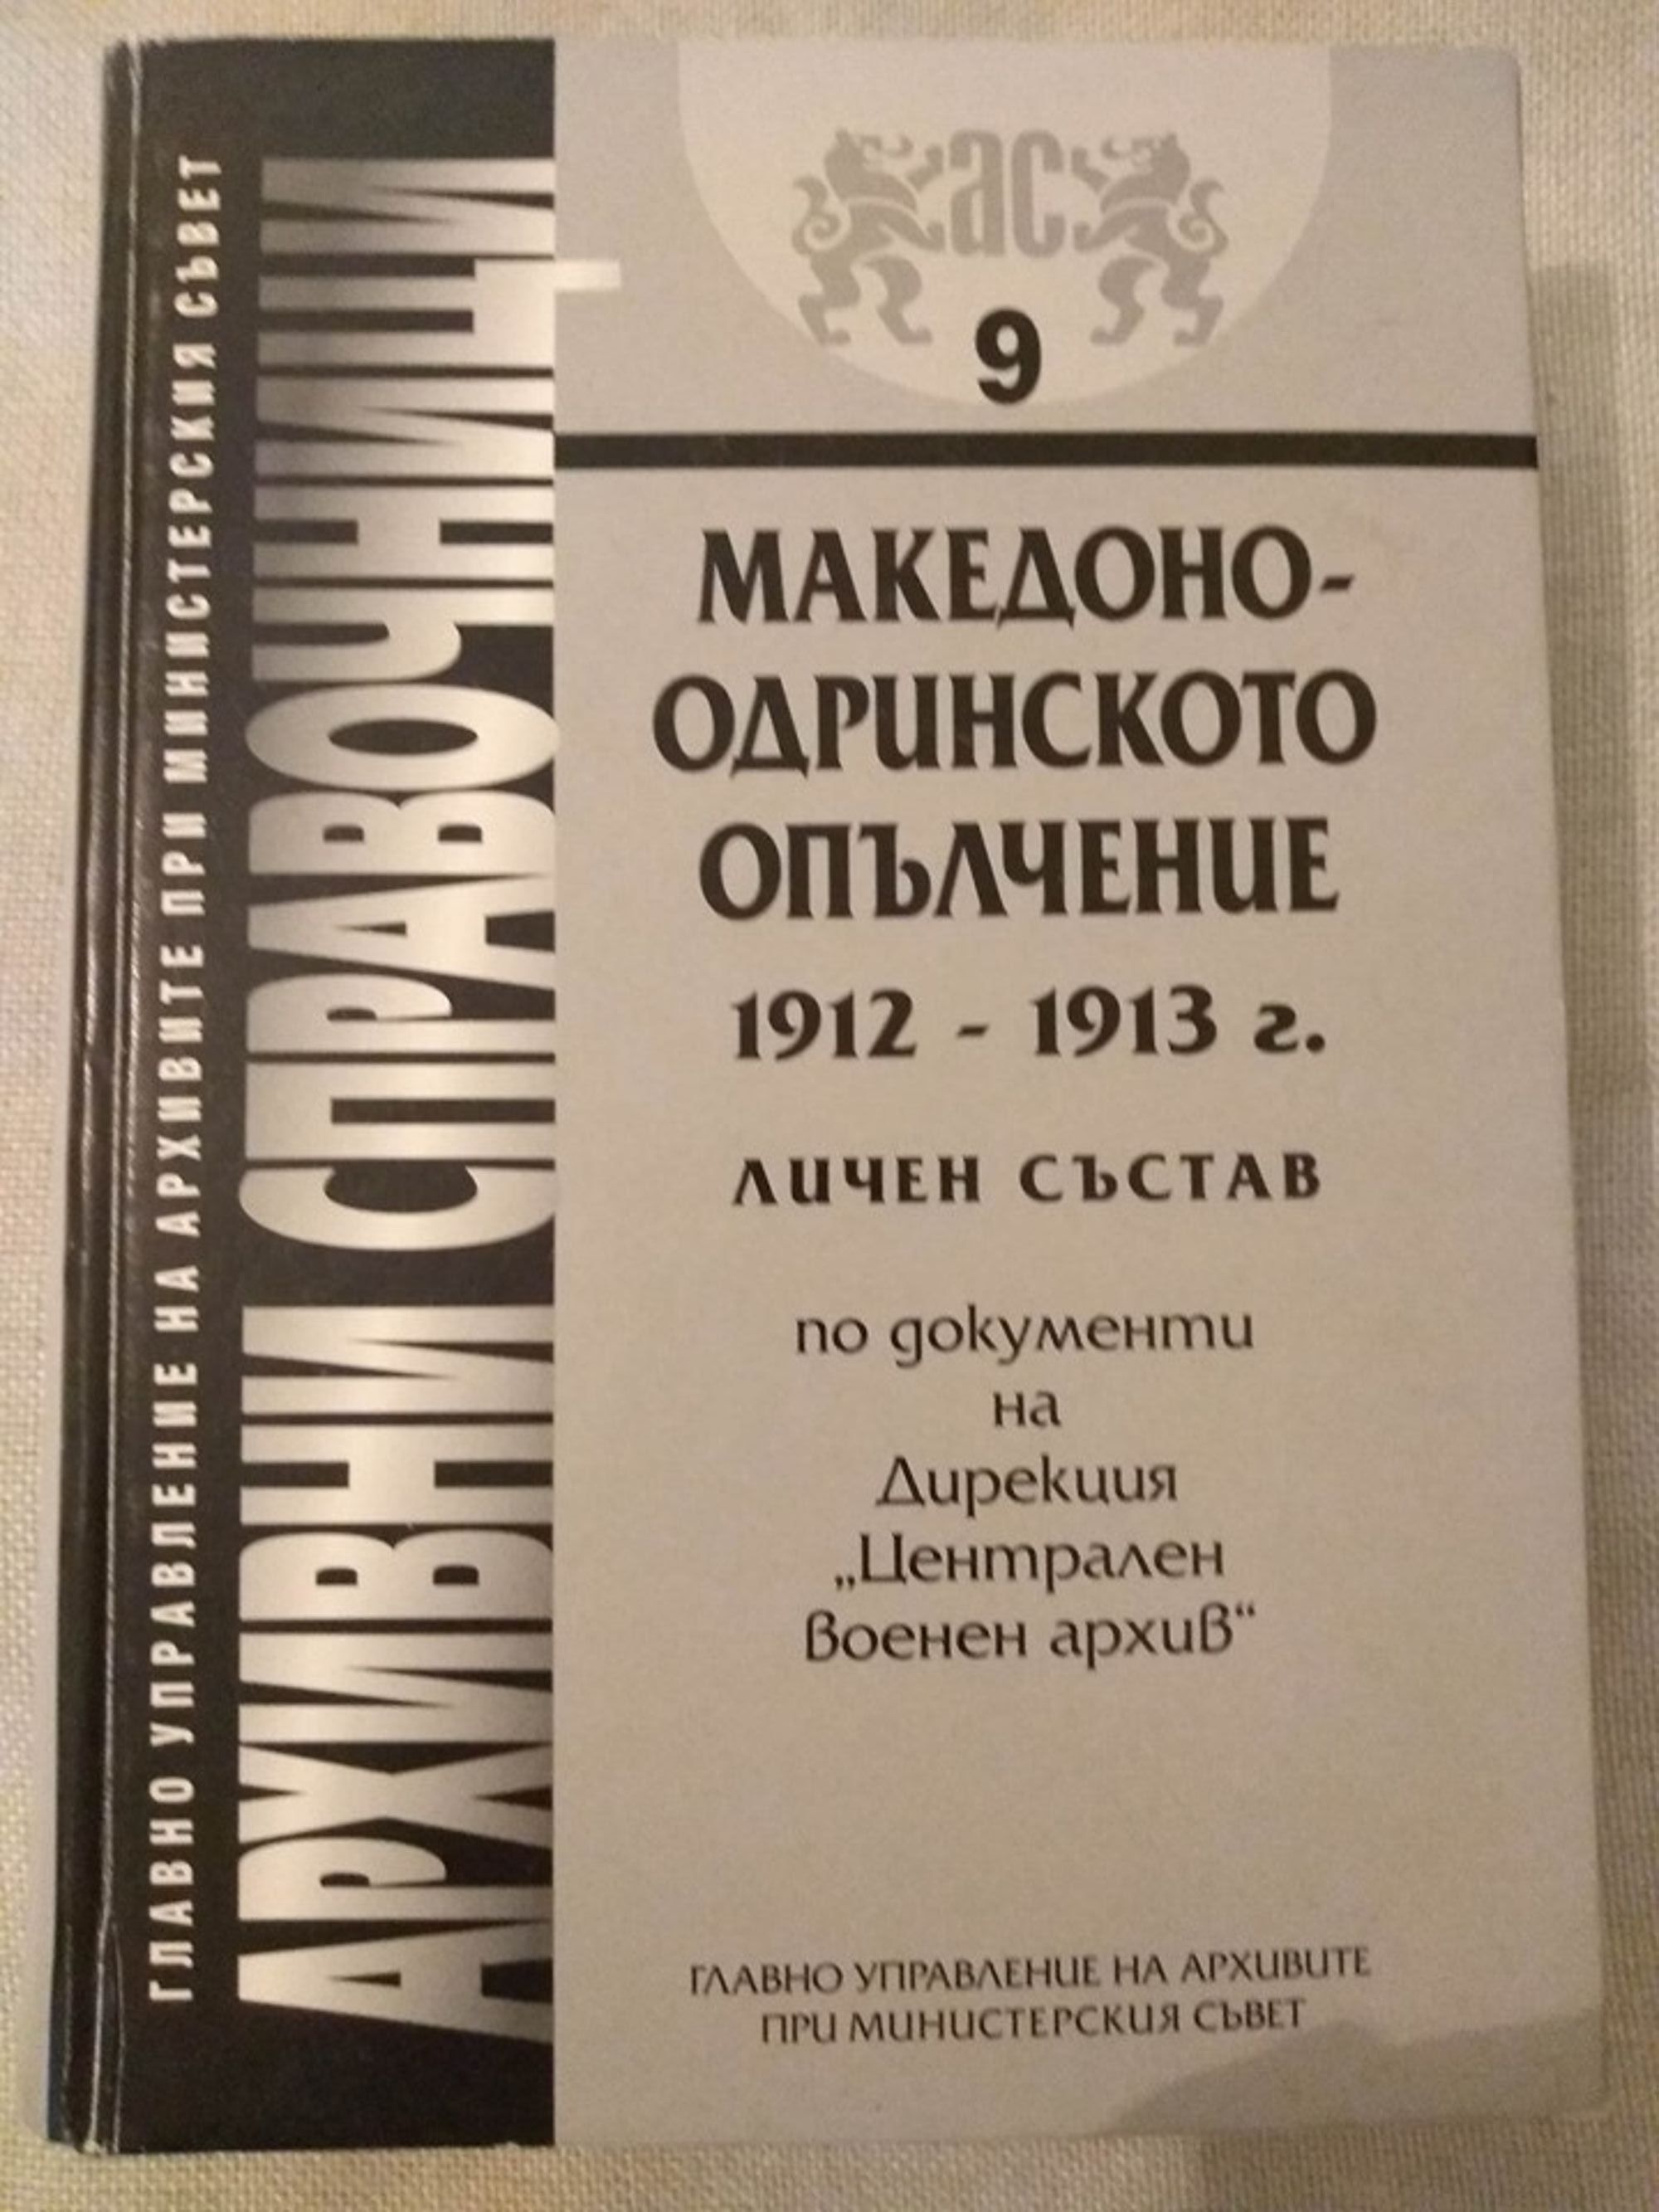 ГЛАВНО УПРАВЛЕНИЕ НА АРХИВИТЕ ПРИ МИНИСТЕРСКИЯ СЪВЕТ
АРХИВНИ СПРАВОЧНИЦИ
ас
9
МАКЕДОНО-
ОДРИНСКОТО
ОПЪЛЧЕНИЕ
1912 - 1913 г.
ЛИЧЕН СЪСТАВ
по документи
на
Дирекция
„Централен
военен архив“
ГЛАВНО УПРАВЛЕНИЕ НА АРХИВИТЕ
ПРИ МИНИСТЕРСКИЯ СЪВЕТ